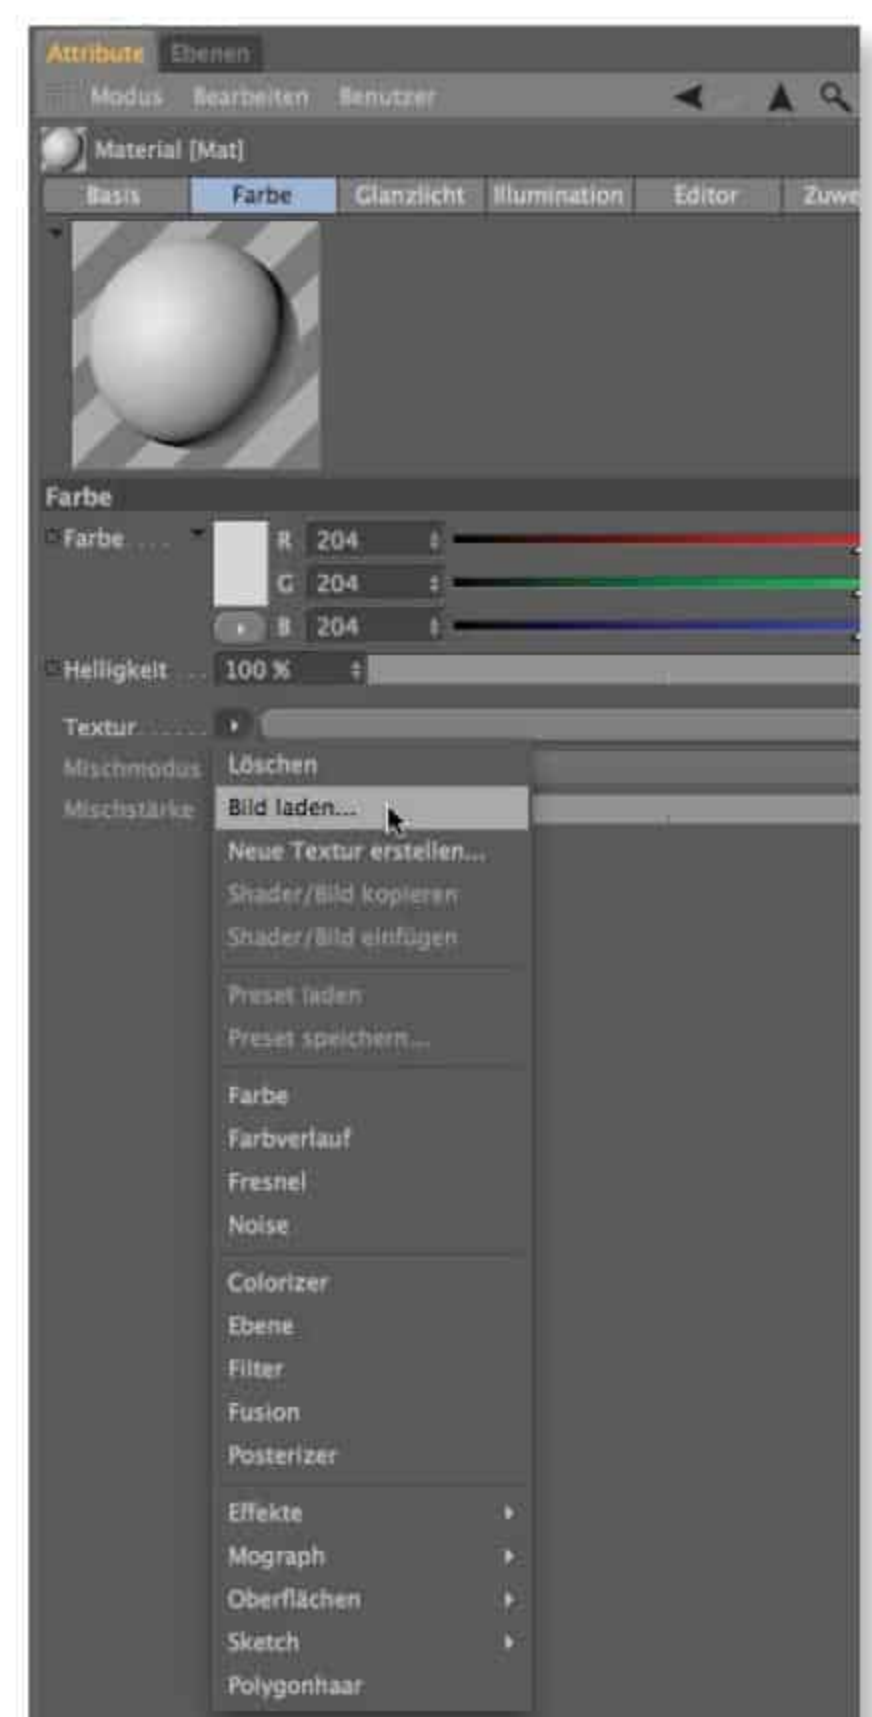 Attribute Ebenen
Modus Bearbeiten Benutzer
Material [Mat]
Basis Farbe Glanzlicht Illumination Editor Zuwe
Farbe
Farbe.... R 204
G 204
B 204
Helligkeit .. 100 %
Textur......
Mischmodus
Mischstärke
Löschen
Bild laden...
Neue Textur erstellen...
Shader/Bild kopieren
Shader/Bild einfügen
Preset laden
Preset speichern...
Farbe
Farbverlauf
Fresnel
Noise
Colorizer
Ebene
Filter
Fusion
Posterizer
Effekte
Mograph
Oberflächen
Sketch
Polygonhaar